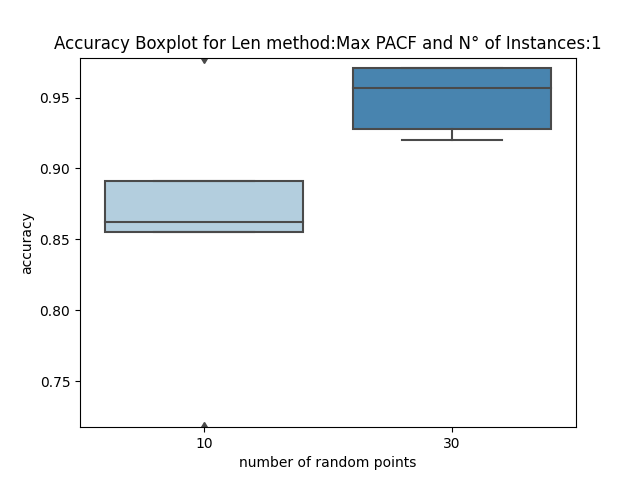 Accuracy Boxplot for Len method:Max PACF and N° of Instances:1
0.95
0.90
0.85
0.80
0.75
accuracy
10
30
number of random points